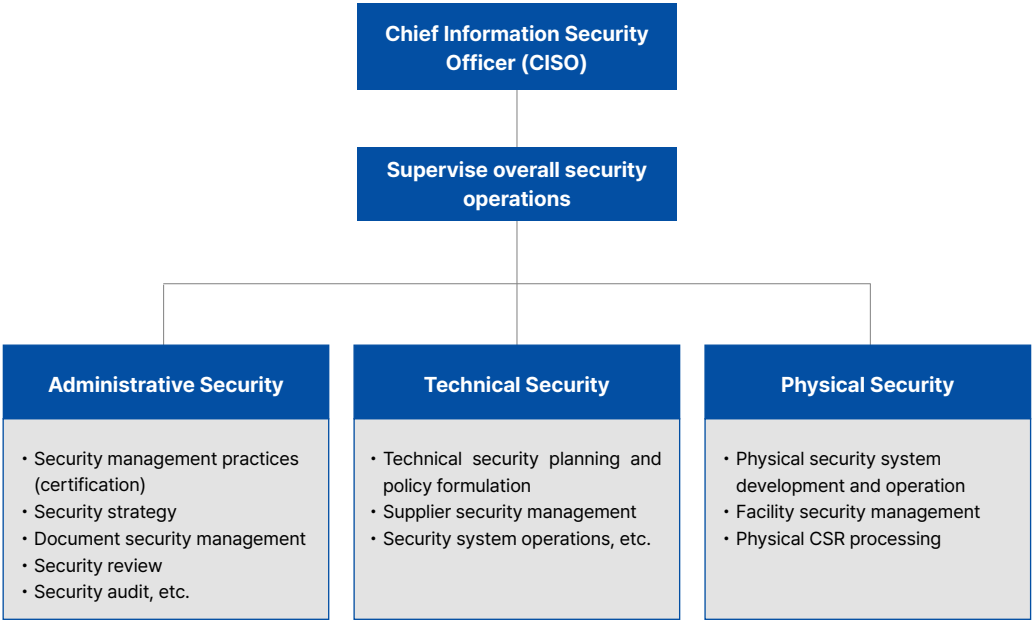 Chief Information Security
Officer (CISO)
Supervise overall security
operations
Administrative Security
・Security management practices
(certification)
・Security strategy
・Document security management
・Security review
・Security audit, etc.
Technical Security
・Technical security planning and
policy formulation
・Supplier security management
・Security system operations, etc.
Physical Security
・Physical security system
development and operation
・Facility security management
・Physical CSR processing